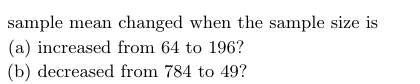 sample mean changed when the sample size is
(a) increased from 64 to 196?
(b) decreased from 784 to 49?